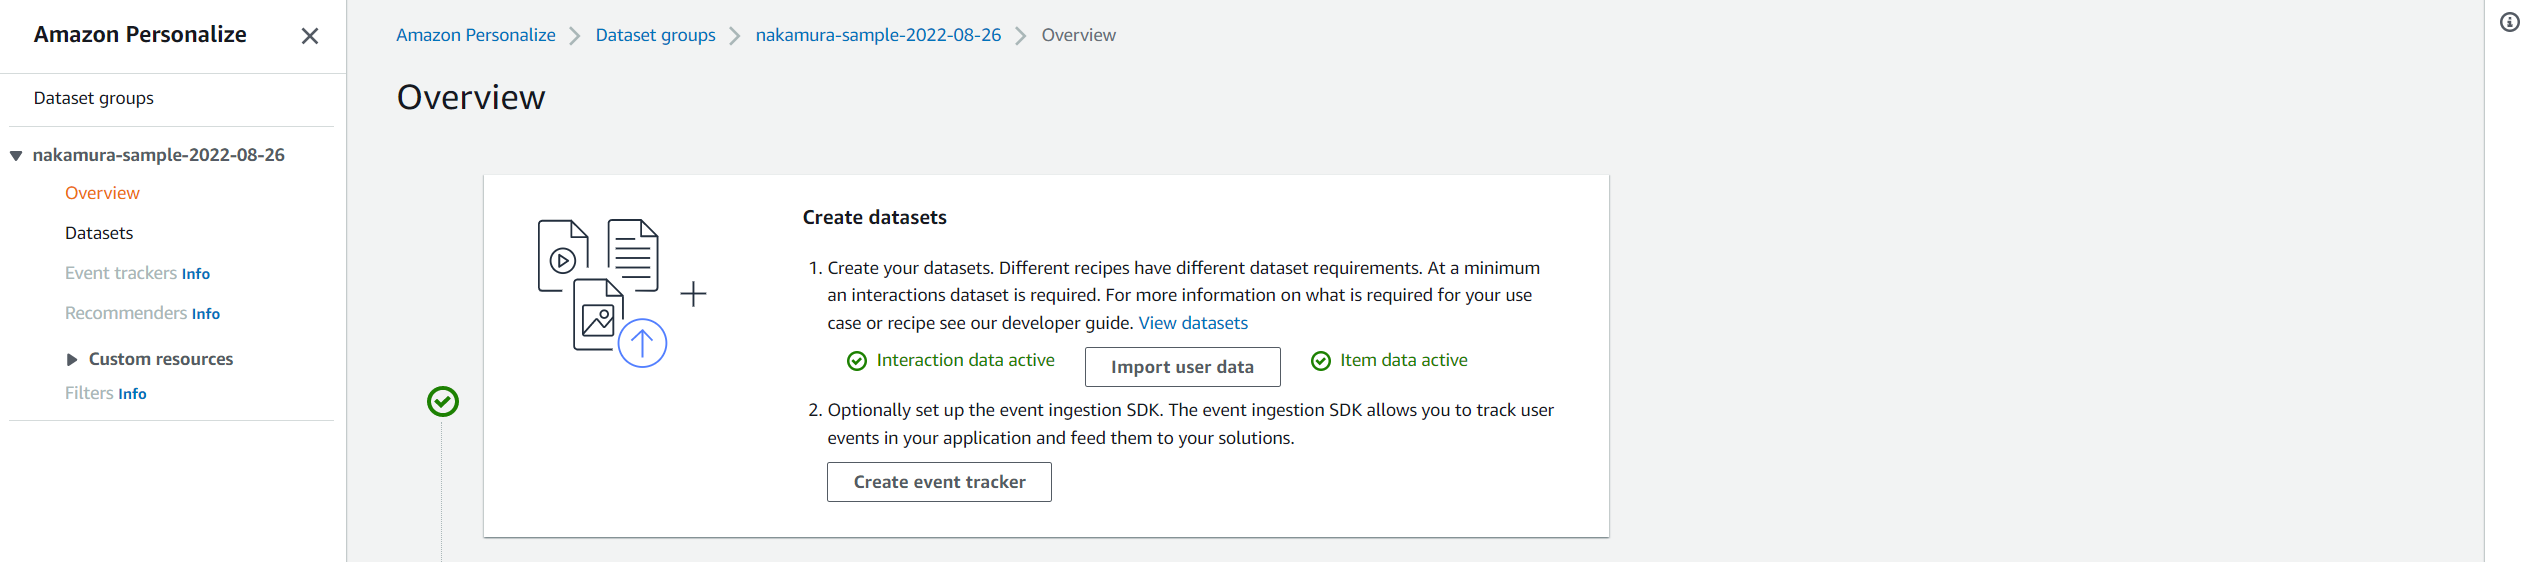 Amazon Personalize
Dataset groups
nakamura-sample-2022-08-26
Overview
Datasets
Event trackers Info
Recommenders Info
Custom resources
Filters Info
Amazon Personalize Dataset groups nakamura-sample-2022-08-26 Overview
Overview
Create datasets
1. Create your datasets. Different recipes have different dataset requirements. At a minimum
an interactions dataset is required. For more information on what is required for your use
case or recipe see our developer guide. View datasets
Interaction data active Import user data Item data active
2. Optionally set up the event ingestion SDK. The event ingestion SDK allows you to track user
events in your application and feed them to your solutions.
Create event tracker